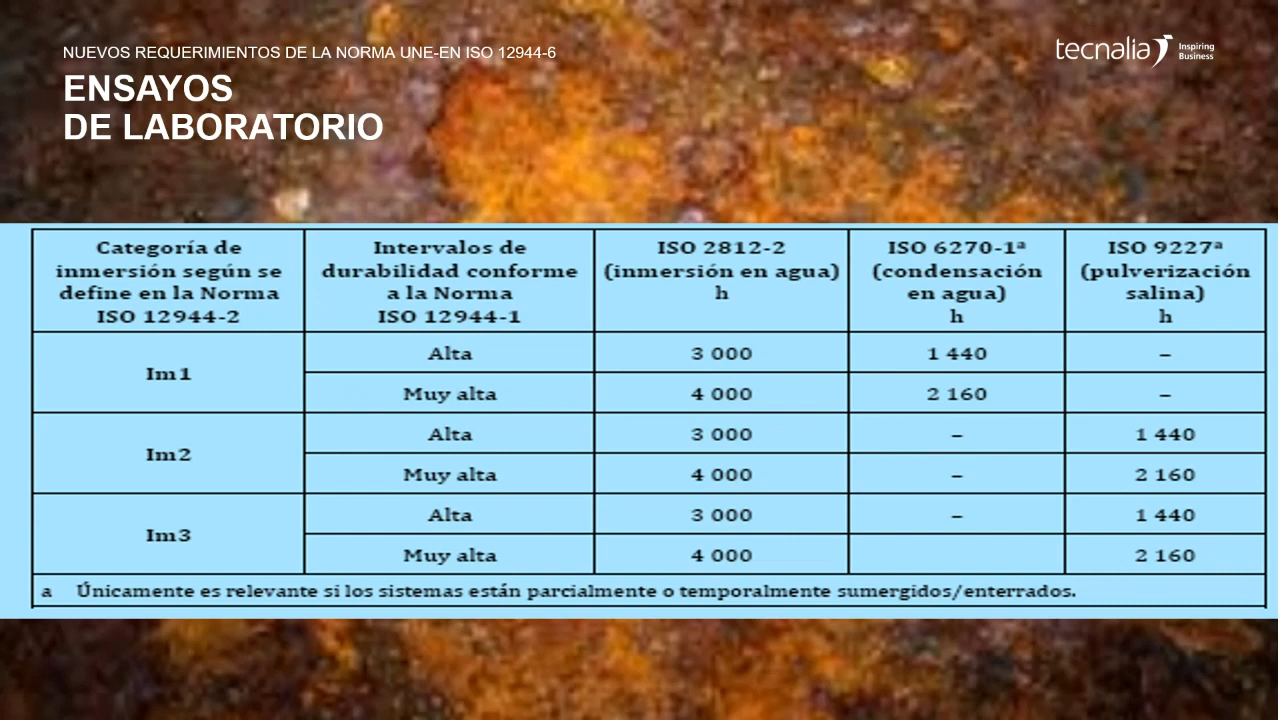 NUEVOS REQUERIMIENTOS DE LA NORMA UNE-EN ISO 12944-6
tecnalia Inspiring
Business
ENSAYOS
DE LABORATORIO
Categoría de
inmersión según se
define en la Norma
ISO 12944-2
Intervalos de
durabilidad conforme
a la Norma
ISO 12944-1
ISO 2812-2
(inmersión en agua)
h
ISO 6270-1ª
(condensación
en agua)
h
ISO 9227ª
(pulverización
salina)
h
Im1
Alta 3 000 1 440 –
Muy alta 4 000 2 160 –
Im2
Alta 3 000 – 1 440
Muy alta 4 000 – 2 160
Im3
Alta 3 000 – 1 440
Muy alta 4 000 2 160
a Únicamente es relevante si los sistemas están parcialmente o temporalmente sumergidos/enterrados.